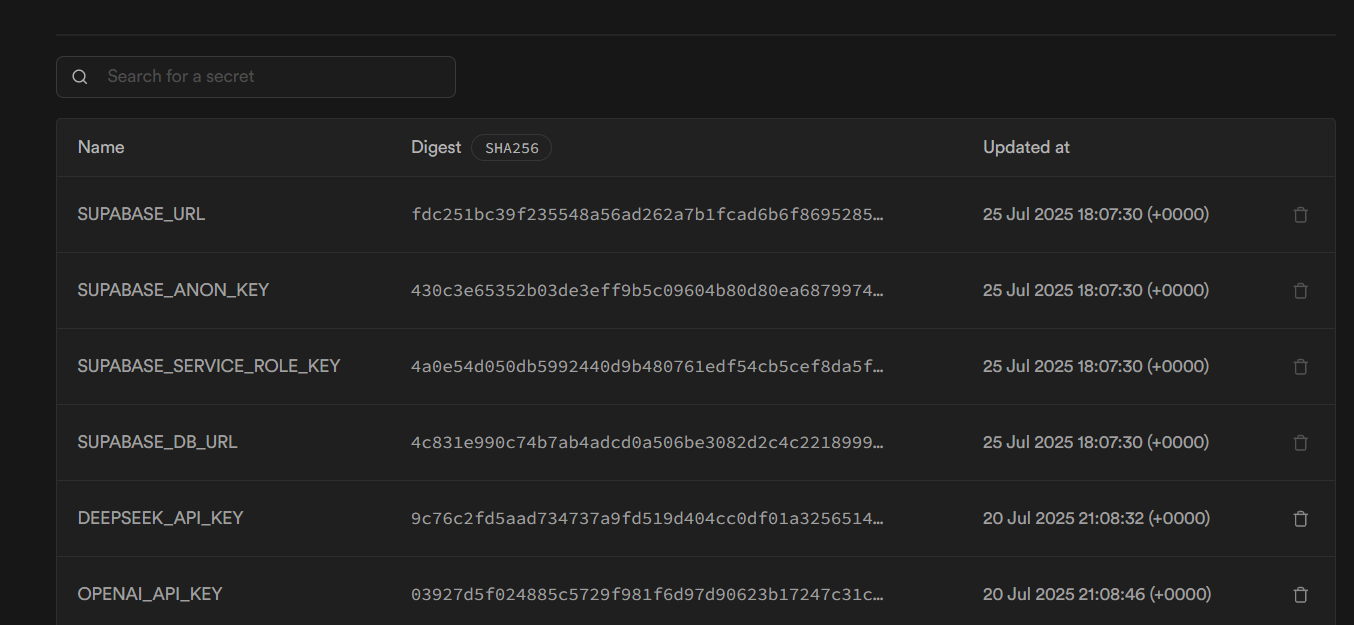 Search for a secret
Name Digest SHA256 Updated at
SUPABASE_URL fdc251bc39f235548a56ad262a7b1fcad6b6f8695285… 25 Jul 2025 18:07:30 (+0000)
SUPABASE_ANON_KEY 430c3e65352b03de3eff9b5c09604b80d80ea6879974… 25 Jul 2025 18:07:30 (+0000)
SUPABASE_SERVICE_ROLE_KEY 4a0e54d050db5992440d9b480761edf54cb5cef8da5f… 25 Jul 2025 18:07:30 (+0000)
SUPABASE_DB_URL 4c831e990c74b7ab4adcd0a506be3082d2c4c2218999… 25 Jul 2025 18:07:30 (+0000)
DEEPSEEK_API_KEY 9c76c2fd5aad734737a9fd519d404cc0df01a3256514… 20 Jul 2025 21:08:32 (+0000)
OPENAI_API_KEY 03927d5f024885c5729f981f6d97d90623b17247c31c… 20 Jul 2025 21:08:46 (+0000)